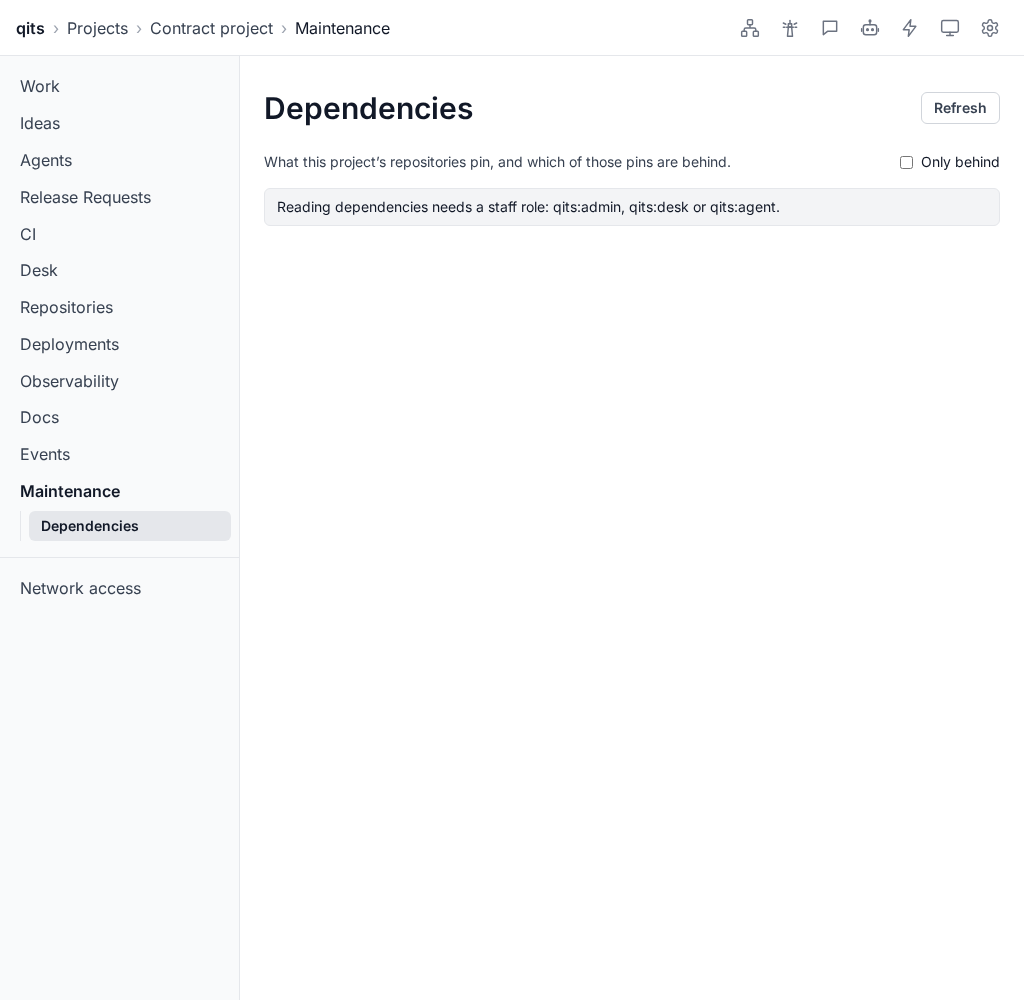 qits › Projects › Contract project › Maintenance
Work
Ideas
Agents
Release Requests
CI
Desk
Repositories
Deployments
Observability
Docs
Events
Maintenance
Dependencies
Network access
Dependencies
Refresh
What this project’s repositories pin, and which of those pins are behind.
Only behind
Reading dependencies needs a staff role: qits:admin, qits:desk or qits:agent.